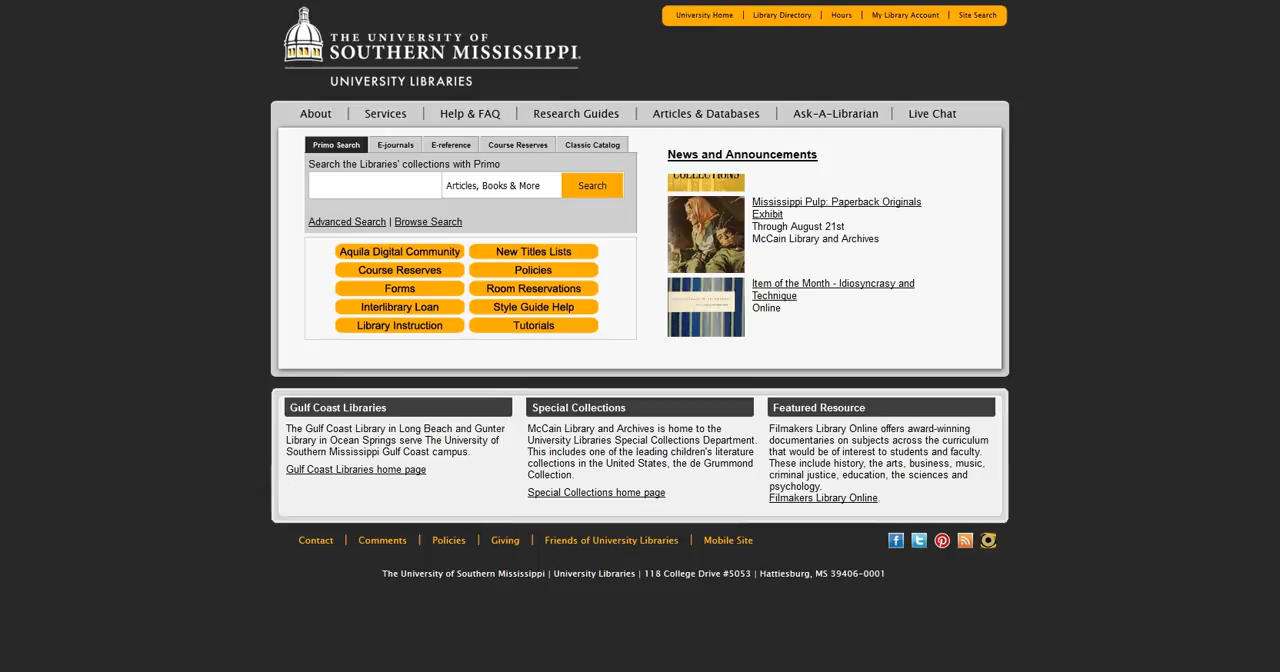 THE UNIVERSITY OF
SOUTHERN MISSISSIPPI.
UNIVERSITY LIBRARIES
University Home | Library Directory | Hours | My Library Account | Site Search
About | Services | Help & FAQ | Research Guides | Articles & Databases | Ask-A-Librarian | Live Chat
Primo Search E-journals E-reference Course Reserves Classic Catalog
Search the Libraries' collections with Primo
Articles, Books & More Search
Advanced Search | Browse Search
Aquila Digital Community New Titles Lists
Course Reserves Policies
Forms Room Reservations
Interlibrary Loan Style Guide Help
Library Instruction Tutorials
News and Announcements
COLLECTIONS
Mississippi Pulp: Paperback Originals
Exhibit
Through August 21st
McCain Library and Archives
Item of the Month - Idiosyncrasy and
Technique
Online
Gulf Coast Libraries
The Gulf Coast Library in Long Beach and Gunter
Library in Ocean Springs serve The University of
Southern Mississippi Gulf Coast campus.
Gulf Coast Libraries home page
Special Collections
McCain Library and Archives is home to the
University Libraries Special Collections Department.
This includes one of the leading children's literature
collections in the United States, the de Grummond
Collection.
Special Collections home page
Featured Resource
Filmakers Library Online offers award-winning
documentaries on subjects across the curriculum
that would be of interest to students and faculty.
These include history, the arts, business, music,
criminal justice, education, the sciences and
psychology.
Filmakers Library Online.
Contact | Comments | Policies | Giving | Friends of University Libraries | Mobile Site
The University of Southern Mississippi | University Libraries | 118 College Drive #5053 | Hattiesburg, MS 39406-0001